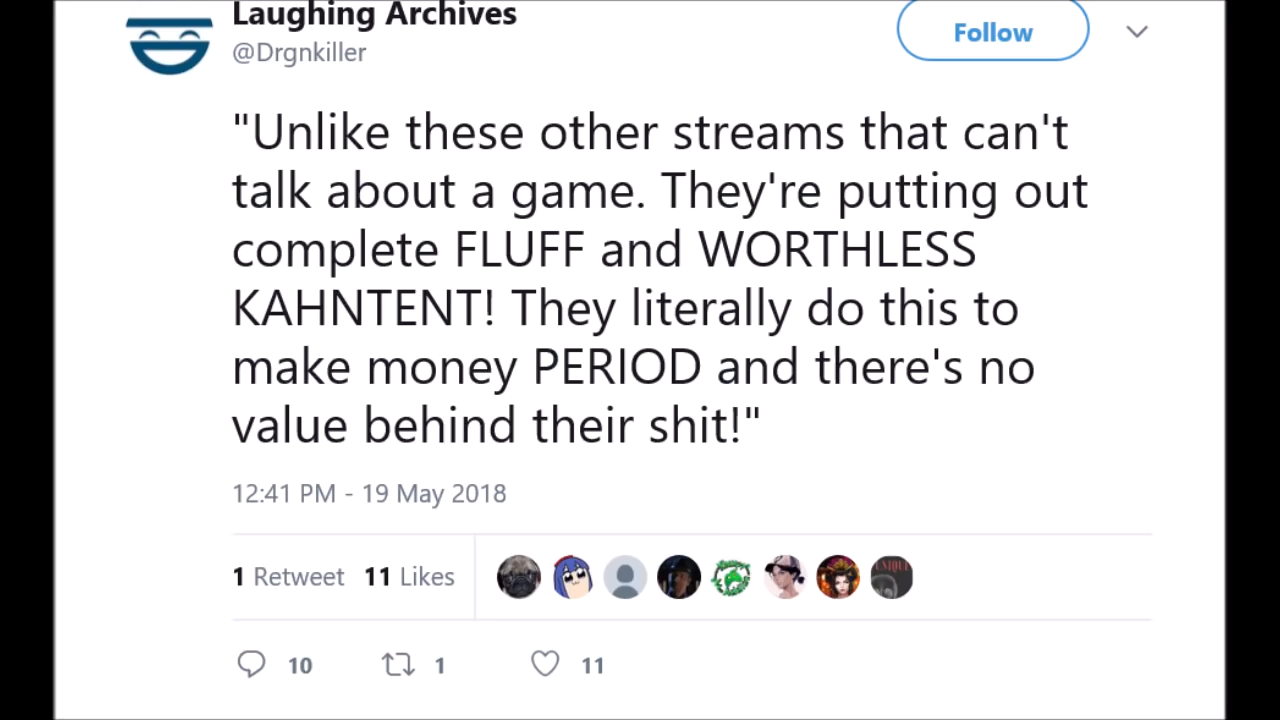 Laughing Archives
@Drgnkiller
Follow
"Unlike these other streams that can't
talk about a game. They're putting out
complete FLUFF and WORTHLESS
KAHNTENT! They literally do this to
make money PERIOD and there's no
value behind their shit!"
12:41 PM - 19 May 2018
1 Retweet 11 Likes
UNIQUE
10 1 11